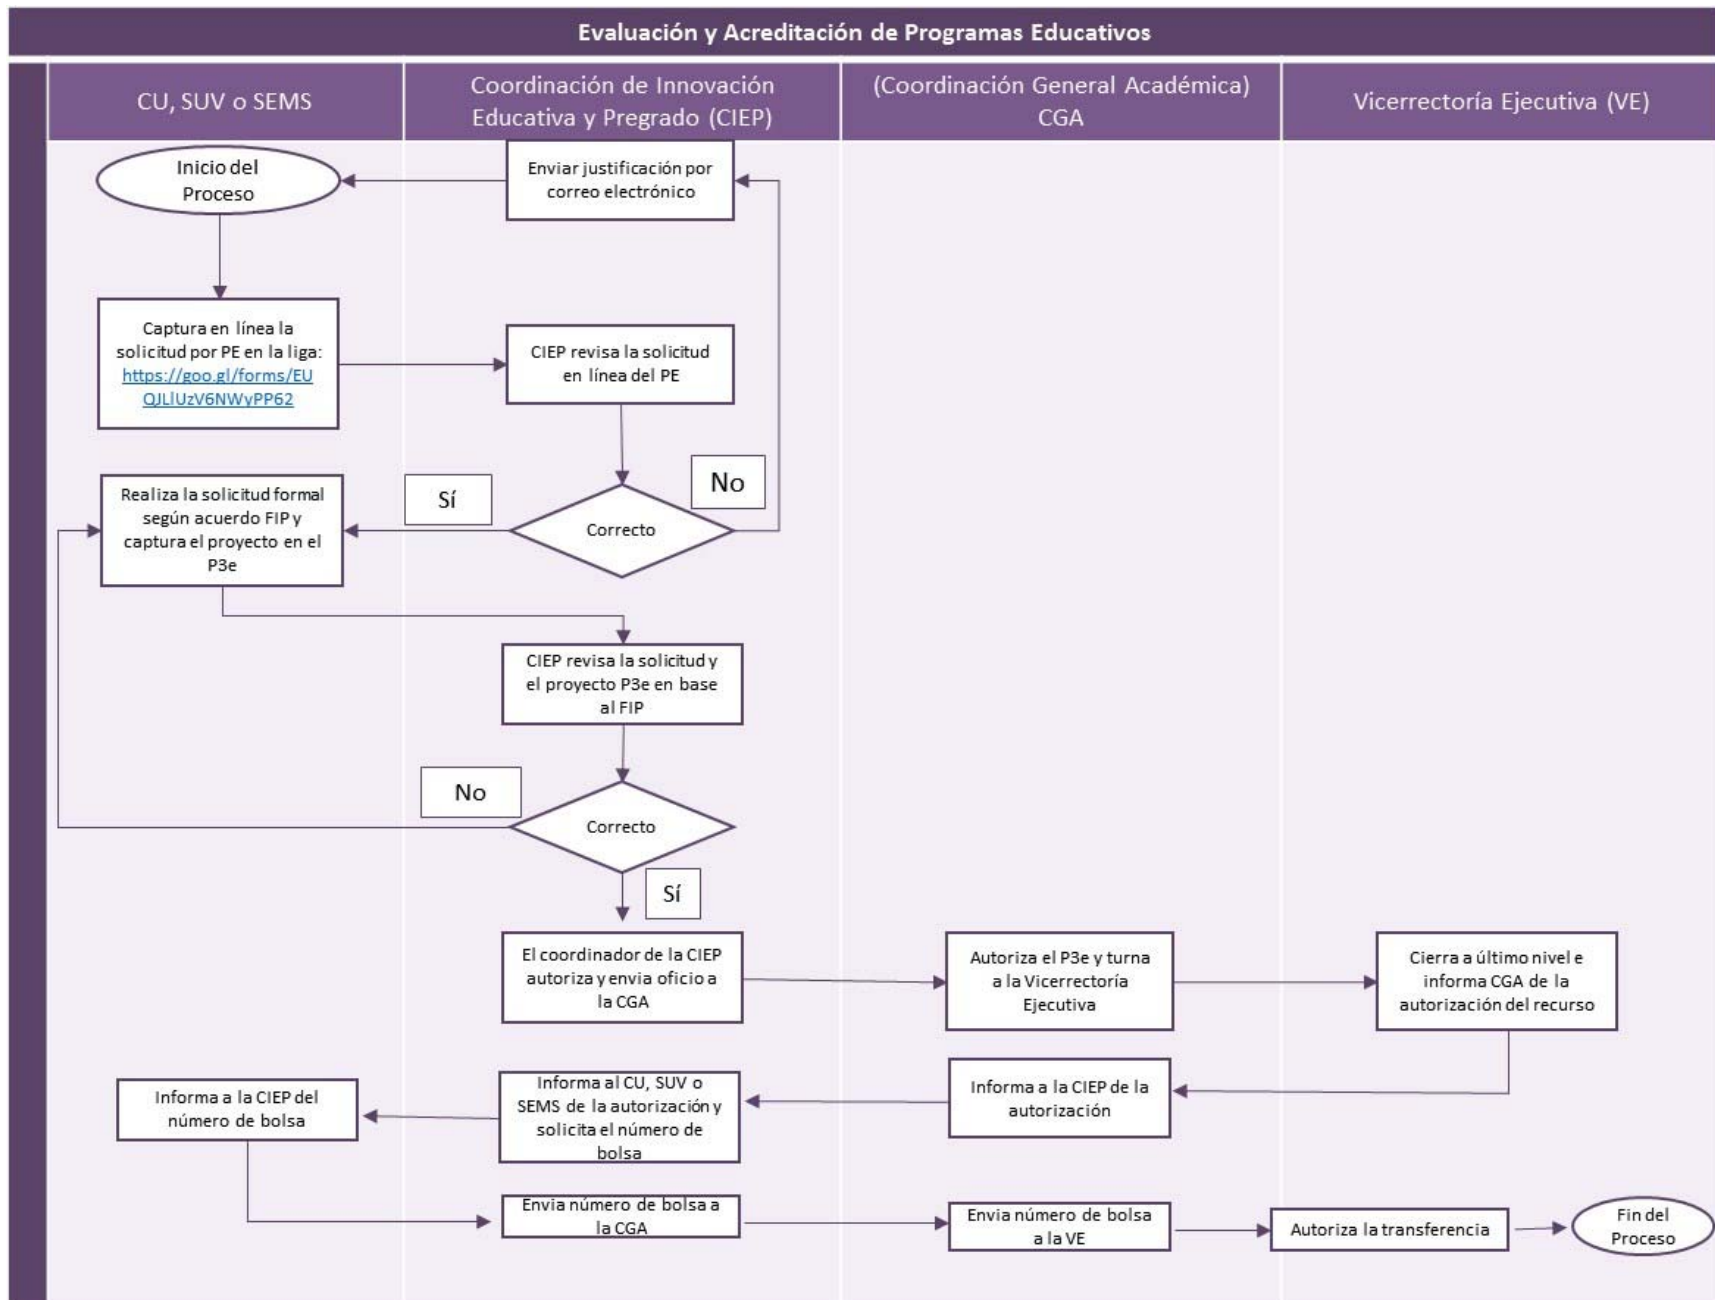 Evaluación y Acreditación de Programas Educativos
CU, SUV o SEMS
Coordinación de Innovación
Educativa y Pregrado (CIEP)
(Coordinación General Académica)
CGA
Vicerrectoría Ejecutiva (VE)
Inicio del
Proceso
Enviar justificación por
correo electrónico
Captura en línea la
solicitud por PE en la liga:
https://goo.gl/forms/EU
QJLlUzV6NWyPP62
CIEP revisa la solicitud
en línea del PE
Realiza la solicitud formal
según acuerdo FIP y
captura el proyecto en el
P3e
Sí
Correcto
No
CIEP revisa la solicitud y
el proyecto P3e en base
al FIP
No
Correcto
Sí
El coordinador de la CIEP
autoriza y envia oficio a
la CGA
Autoriza el P3e y turna
a la Vicerrectoría
Ejecutiva
Cierra a último nivel e
informa CGA de la
autorización del recurso
Informa a la CIEP del
número de bolsa
Informa al CU, SUV o
SEMS de la autorización y
solicita el número de
bolsa
Informa a la CIEP de la
autorización
Envia número de bolsa a
la CGA
Envia número de bolsa
a la VE
Autoriza la transferencia
Fin del
Proceso